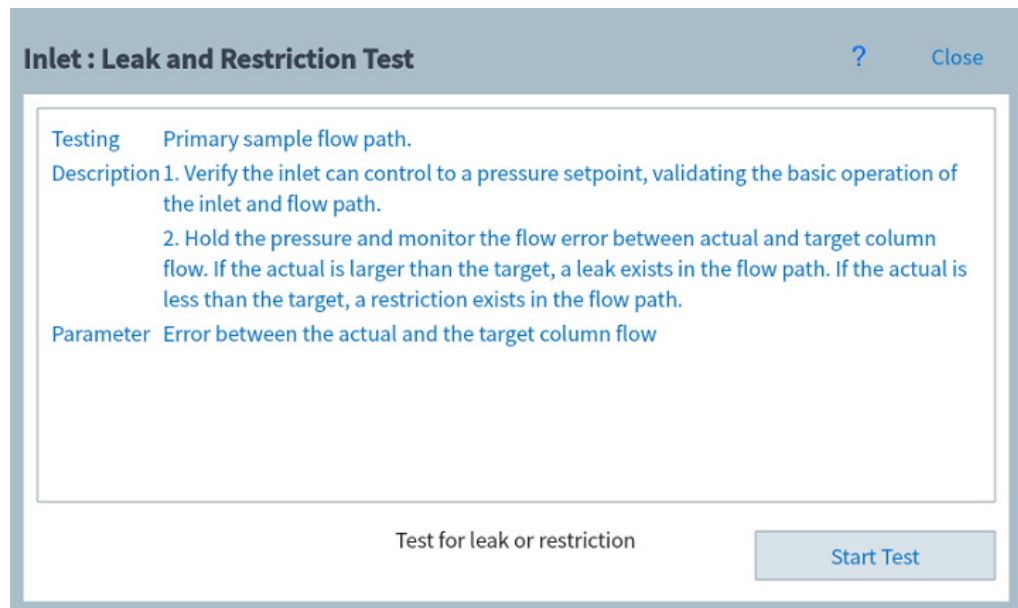 Inlet : Leak and Restriction Test ? Close
Testing Primary sample flow path.
Description 1. Verify the inlet can control to a pressure setpoint, validating the basic operation of
the inlet and flow path.
2. Hold the pressure and monitor the flow error between actual and target column
flow. If the actual is larger than the target, a leak exists in the flow path. If the actual is
less than the target, a restriction exists in the flow path.
Parameter Error between the actual and the target column flow
Test for leak or restriction
Start Test